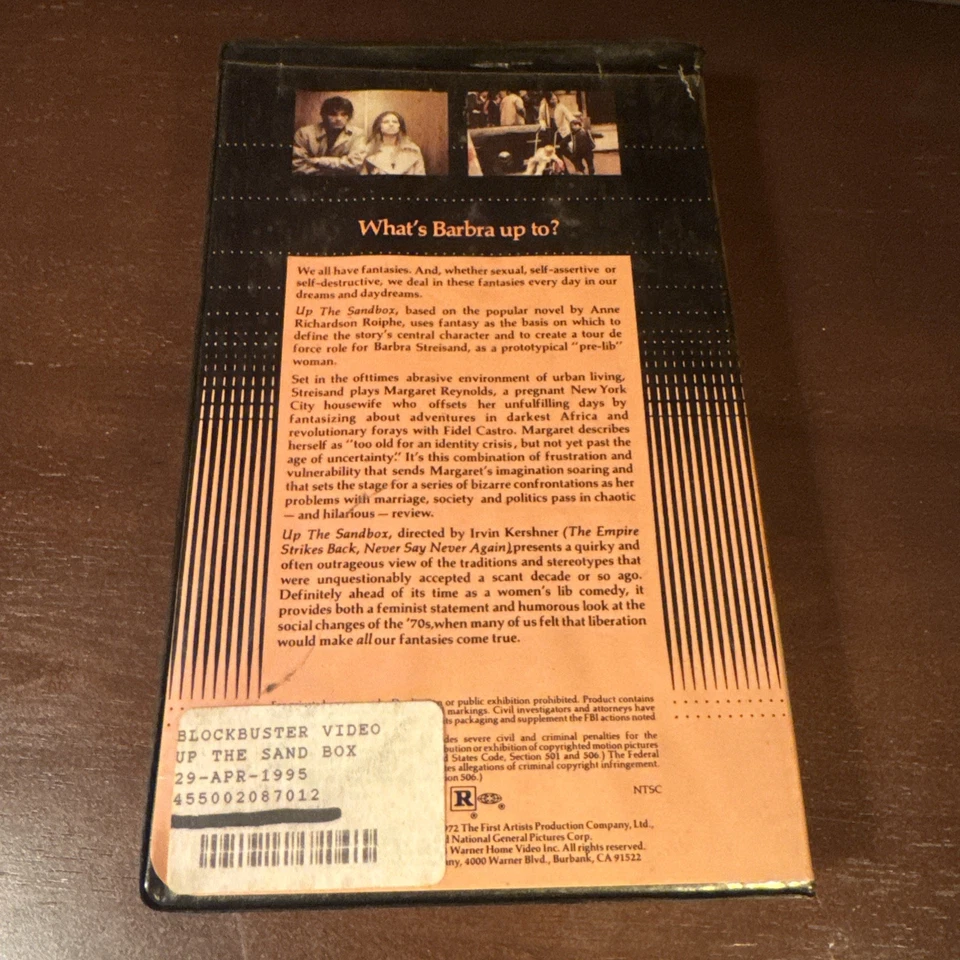 What's Barbra up to?
We all have fantasies. And, whether sexual, self-assertive or
self-destructive, we deal in these fantasies every day in our
dreams and daydreams.
Up The Sandbox, based on the popular novel by Anne
Richardson Roiphe, uses fantasy as the basis on which to
define the story's central character and to create a tour de
force role for Barbra Streisand, as a prototypical "pre-lib"
woman.
Set in the ofttimes abrasive environment of urban living,
Streisand plays Margaret Reynolds, a pregnant New York
City housewife who offsets her unfulfilling days by
fantasizing about adventures in darkest Africa and
revolutionary forays with Fidel Castro. Margaret describes
herself as "too old for an identity crisis, but not yet past the
age of uncertainty." It's this combination of frustration and
vulnerability that sends Margaret's imagination soaring and
that sets the stage for a series of bizarre confrontations as her
problems with marriage, society and politics pass in chaotic
— and hilarious — review.
Up The Sandbox, directed by Irvin Kershner (The Empire
Strikes Back, Never Say Never Again),presents a quirky and
often outrageous view of the traditions and stereotypes that
were unquestionably accepted a scant decade or so ago.
Definitely ahead of its time as a women's lib comedy, it
provides both a feminist statement and humorous look at the
social changes of the '70s,when many of us felt that liberation
would make all our fantasies come true.
or public exhibition prohibited. Product contains
markings. Civil investigators and attorneys have
its packaging and supplement the FBI actions noted
des severe civil and criminal penalties for the
bution or exhibition of copyrighted motion pictures
d States Code, Section 501 and 506.) The Federal
tes allegations of criminal copyright infringement.
on 506.)
R ®
®
NTSC
972 The First Artists Production Company, Ltd.,
d National General Pictures Corp.
Warner Home Video Inc. All rights reserved.
ny, 4000 Warner Blvd., Burbank, CA 91522
BLOCKBUSTER VIDEO
UP THE SAND BOX
29-APR-1995
455002087012